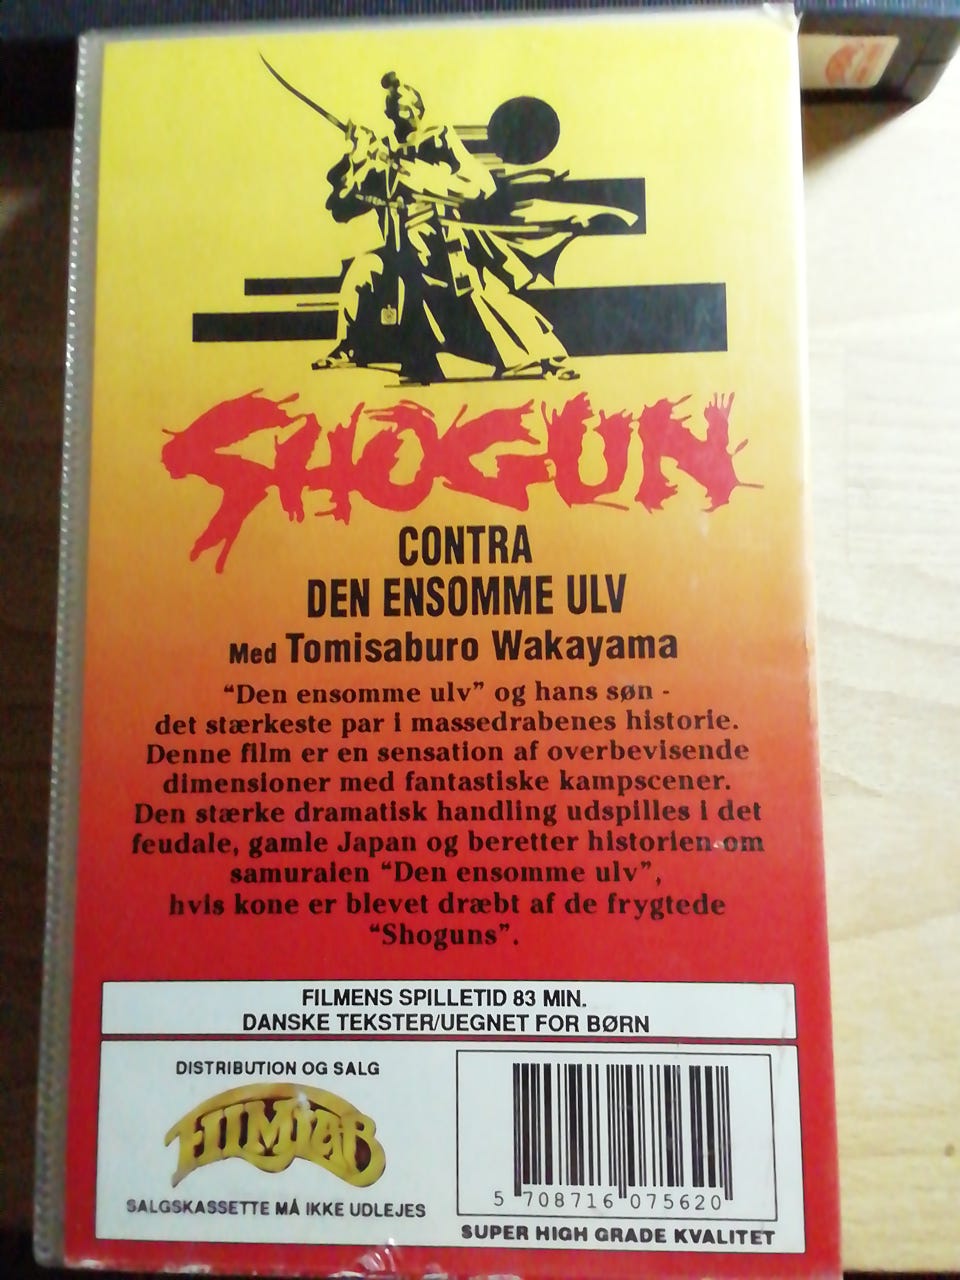 SHOGUN
CONTRA
DEN ENSOMME ULV
Med Tomisaburo Wakayama
“Den ensomme ulv” og hans søn -
det stærkeste par i massedrabenes historie.
Denne film er en sensation af overbevisende
dimensioner med fantastiske kampscener.
Den stærke dramatisk handling udspilles i det
feudale, gamle Japan og beretter historien om
samuraien “Den ensomme ulv”,
hvis kone er blevet dræbt af de frygtede
“Shoguns”.
FILMENS SPILLETID 83 MIN.
DANSKE TEKSTER/UEGNET FOR BØRN
DISTRIBUTION OG SALG
FILMLAB
SALGSKASSETTE MÅ IKKE UDLEJES
5 708716 075620
SUPER HIGH GRADE KVALITET